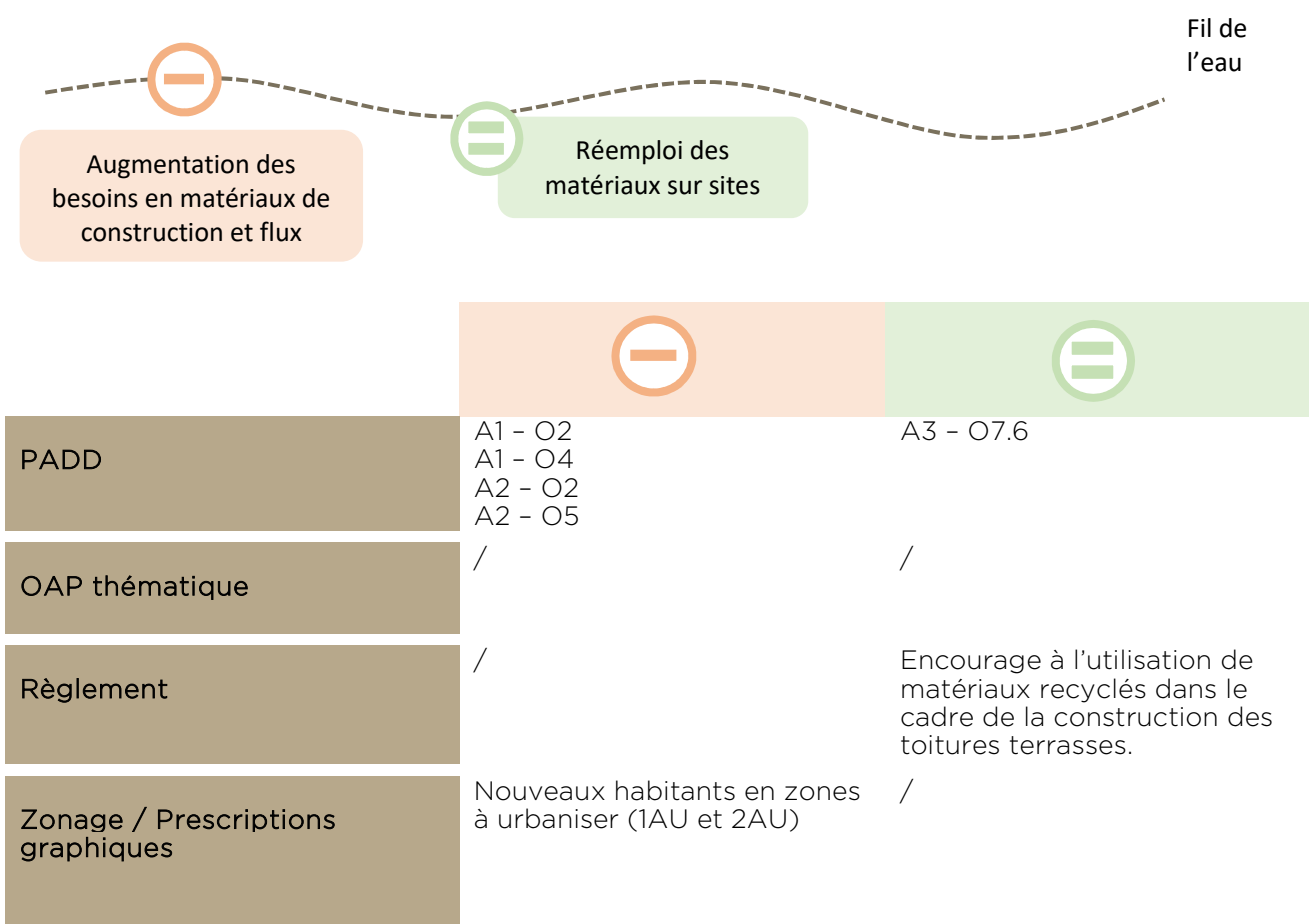 Fil de
l’eau
Augmentation des
besoins en matériaux de
construction et flux
Réemploi des
matériaux sur sites
PADD
A1 – O2
A1 – O4
A2 – O2
A2 – O5
A3 – O7.6
OAP thématique
/
/
Règlement
/
Encourage à l’utilisation de
matériaux recyclés dans le
cadre de la construction des
toitures terrasses.
Zonage / Prescriptions
graphiques
Nouveaux habitants en zones
à urbaniser (1AU et 2AU)
/